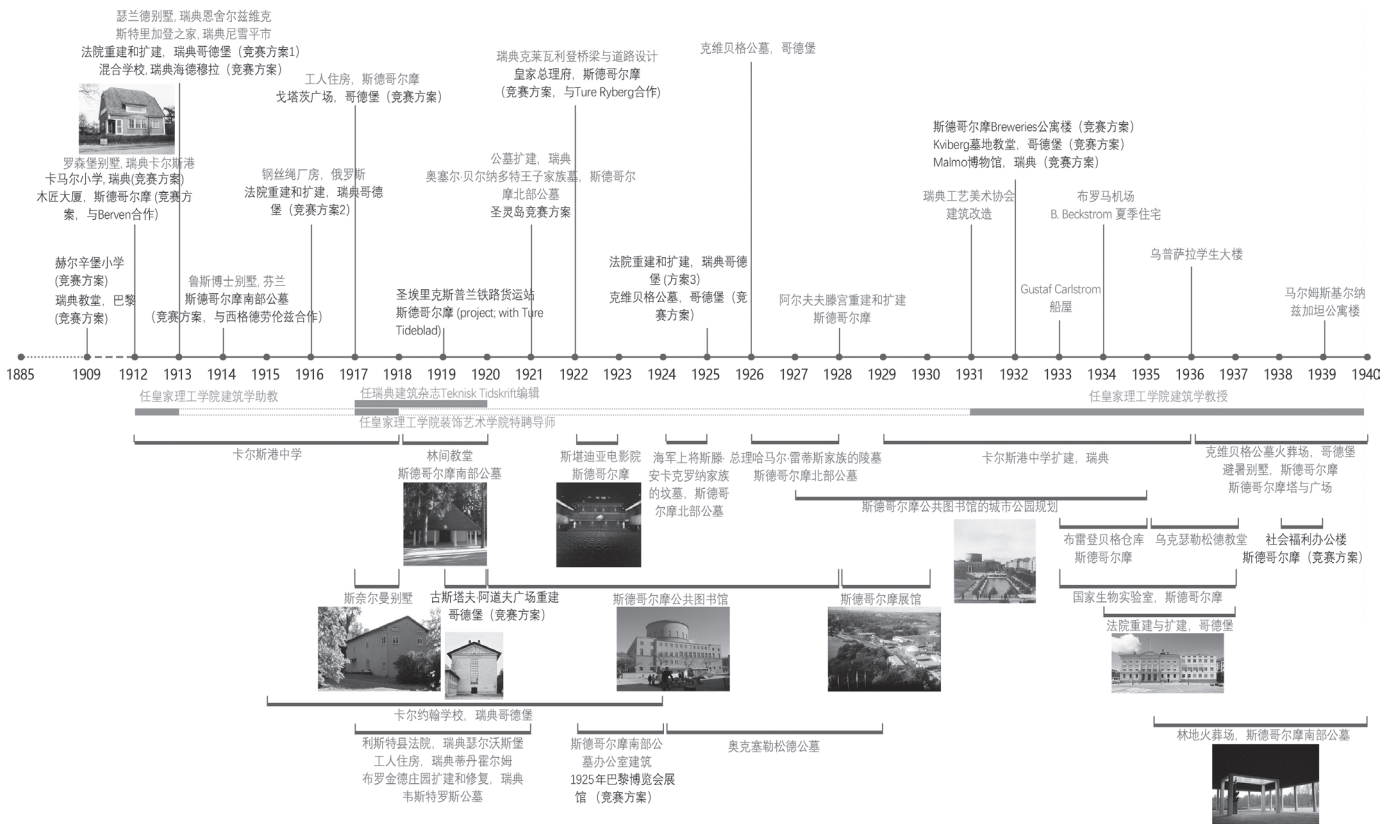 瑟兰德别墅, 瑞典恩舍尔兹维克
斯特里加登之家, 瑞典尼雪平市
法院重建和扩建，瑞典哥德堡（竞赛方案1）
混合学校, 瑞典海德穆拉（竞赛方案）
罗森堡别墅, 瑞典卡尔斯港
卡马尔小学, 瑞典(竞赛方案)
木匠大厦，斯德哥尔摩 (竞赛方
案，与Berven合作)
赫尔辛堡小学
(竞赛方案)
瑞典教堂，巴黎
(竞赛方案)
鲁斯博士别墅, 芬兰
斯德哥尔摩南部公墓
（竞赛方案，与西格德劳伦兹合作）
工人住房，斯德哥尔摩
戈塔茨广场，哥德堡（竞赛方案）
钢丝绳厂房，俄罗斯
法院重建和扩建，瑞典哥德
堡（竞赛方案2）
圣埃里克斯普兰铁路货运站
斯德哥尔摩 (project; with Ture
Tideblad)
瑞典克莱瓦利登桥梁与道路设计
皇家总理府，斯德哥尔摩
（竞赛方案，与Ture Ryberg合作)
公墓扩建，瑞典
奥塞尔·贝尔纳多特王子家族墓，斯德哥尔
摩北部公墓
圣灵岛竞赛方案
克维贝格公墓，哥德堡
法院重建和扩建，瑞典哥德
堡 (方案3)
克维贝格公墓，哥德堡（竞
赛方案）
阿尔夫夫滕宫重建和扩建
斯德哥尔摩
斯德哥尔摩Breweries公寓楼（竞赛方案）
Kviberg墓地教堂，哥德堡（竞赛方案）
Malmo博物馆，瑞典（竞赛方案）
瑞典工艺美术协会
建筑改造
布罗马机场
B. Beckstrom 夏季住宅
Gustaf Carlstrom
船屋
乌普萨拉学生大楼
马尔姆斯基尔纳
兹加坦公寓楼
1885 1909 1912 1913 1914 1915 1916 1917 1918 1919 1920 1921 1922 1923 1924 1925 1926 1927 1928 1929 1930 1931 1932 1933 1934 1935 1936 1937 1938 1939 1940
任皇家理工学院建筑学助教
任瑞典建筑杂志Teknisk Tidskrift编辑
任皇家理工学院建筑学教授
任皇家理工学院装饰艺术学院特聘导师
卡尔斯港中学
林间教堂
斯德哥尔摩南部公墓
斯堪迪亚电影院
斯德哥尔摩
海军上将斯滕·
安卡克罗纳家族
的坟墓，斯德哥
尔摩北部公墓
总理哈马尔·雷蒂斯家族的陵墓
斯德哥尔摩北部公墓
卡尔斯港中学扩建，瑞典
克维贝格公墓火葬场，哥德堡
避暑别墅，斯德哥尔摩
斯德哥尔摩塔与广场
斯德哥尔摩公共图书馆的城市公园规划
布雷登贝格仓库
斯德哥尔摩
乌克瑟勒松德教堂
社会福利办公楼
斯德哥尔摩（竞赛方案）
斯奈尔曼别墅
古斯塔夫·阿道夫广场重建
哥德堡（竞赛方案）
斯德哥尔摩公共图书馆
斯德哥尔摩展馆
国家生物实验室，斯德哥尔摩
法院重建与扩建，哥德堡
卡尔约翰学校，瑞典哥德堡
利斯特县法院，瑞典瑟尔沃斯堡
工人住房，瑞典蒂丹霍尔姆
布罗金德庄园扩建和修复，瑞典
韦斯特罗斯公墓
斯德哥尔摩南部公
墓办公室建筑
1925年巴黎博览会展
馆 （竞赛方案）
奥克塞勒松德公墓
林地火葬场，斯德哥尔摩南部公墓